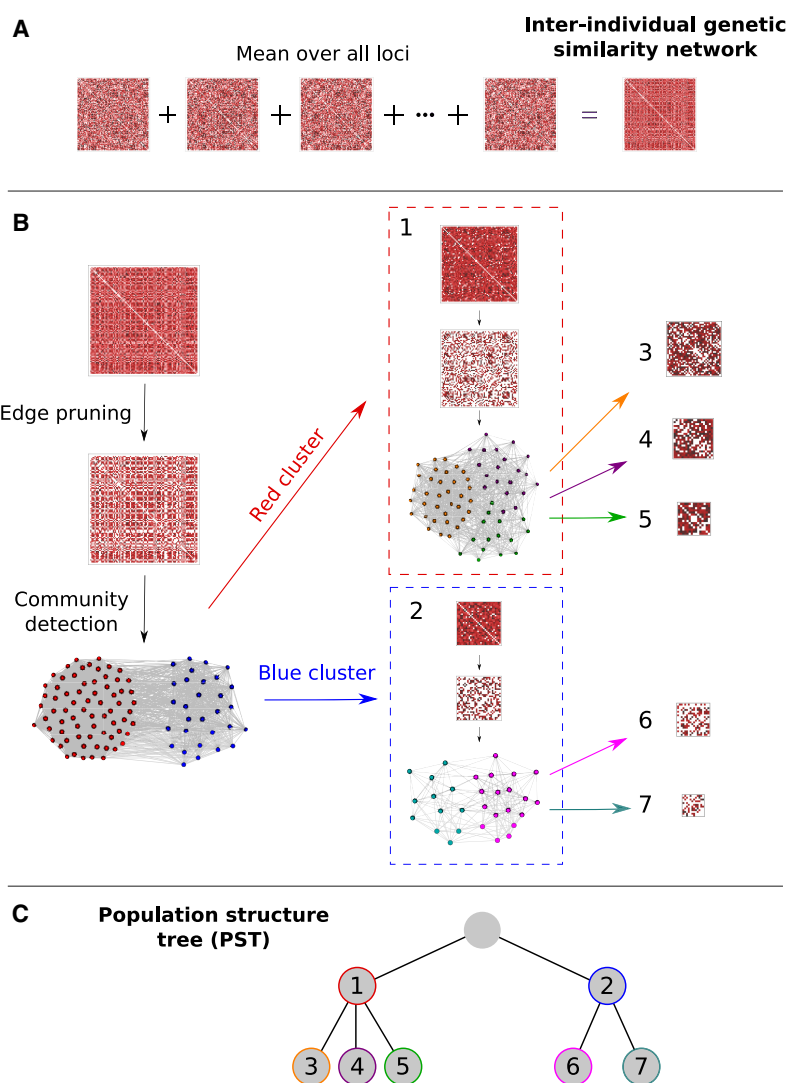 A
Inter-individual genetic
similarity network
Mean over all loci
+ + + ... + =
B
Edge pruning
Community
detection
Red cluster
Blue cluster
1
3
4
5
2
6
7
C
Population structure
tree (PST)
1 2
3 4 5 6 7